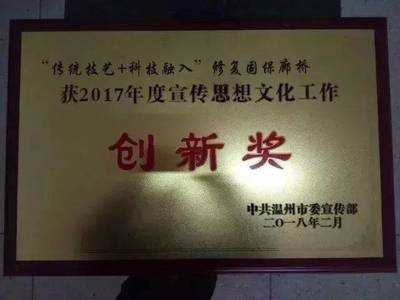 “传统技艺+科技融入”修复国保廊桥
获2017年度宣传思想文化工作
创新奖
中共温州市委宣传部
二〇一八年二月